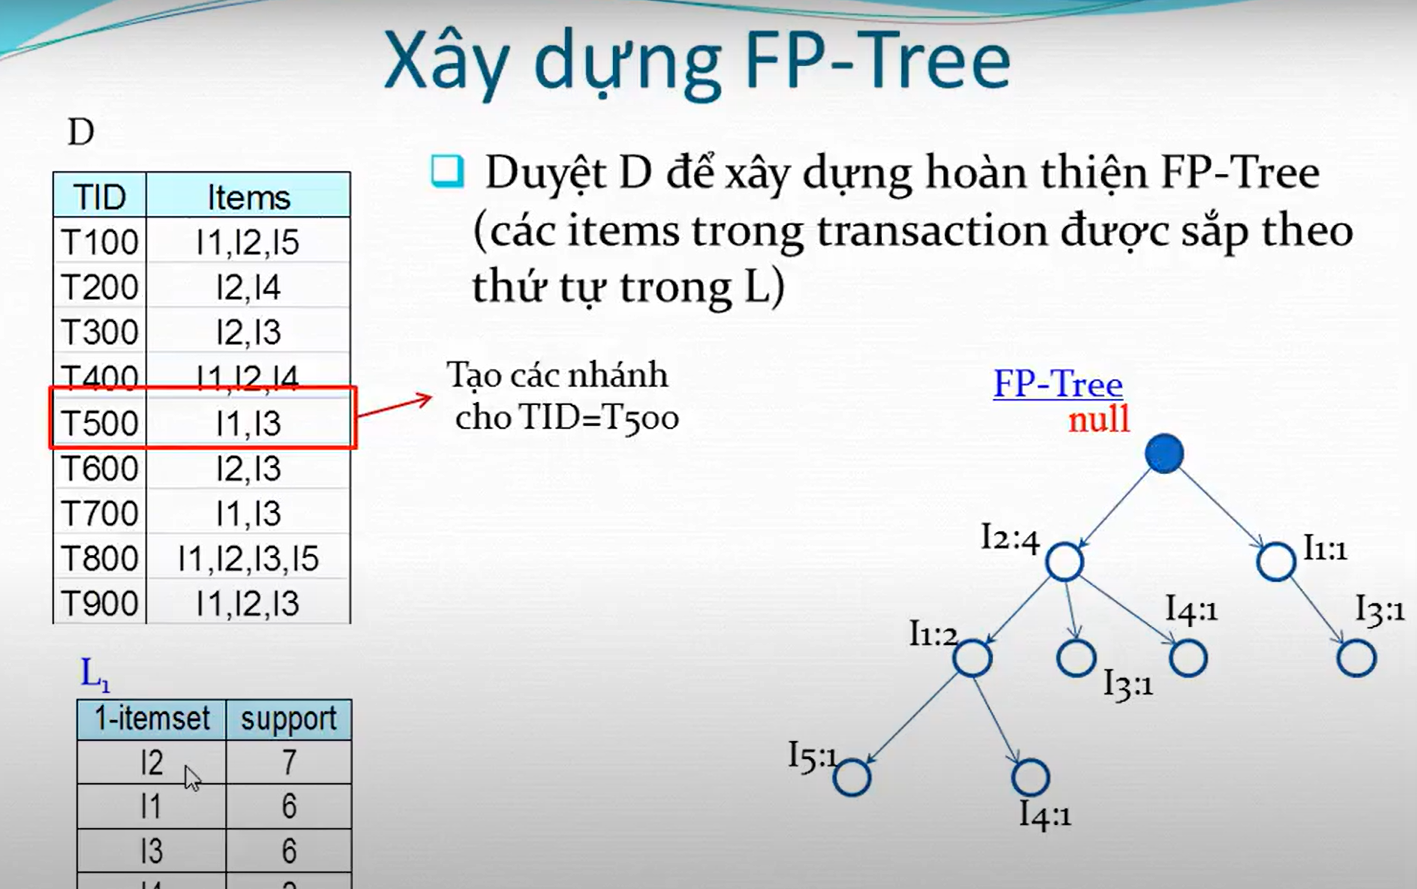 Xây dựng FP-Tree
D
TID Items
T100 I1,I2,I5
T200 I2,I4
T300 I2,I3
T400 I1,I2,I4
T500 I1,I3
T600 I2,I3
T700 I1,I3
T800 I1,I2,I3,I5
T900 I1,I2,I3
❑ Duyệt D để xây dựng hoàn thiện FP-Tree
(các items trong transaction được sắp theo
thứ tự trong L)
Tạo các nhánh
cho TID=T500
FP-Tree
null
I2:4
I1:1
I1:2
I3:1
I4:1
I3:1
I5:1
I4:1
L1
1-itemset support
I2 7
I1 6
I3 6